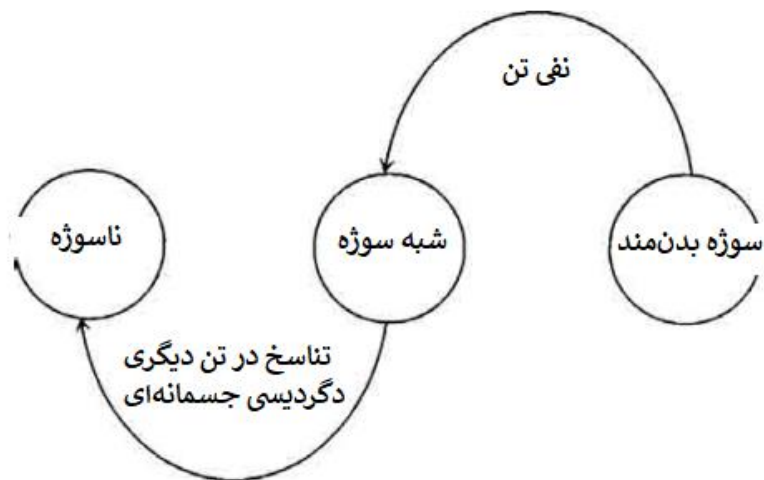 نفی تن
سوژه بدن‌مند
شبه سوژه
ناسوژه
تناسخ در تن دیگری
دگردیسی جسمانه‌ای